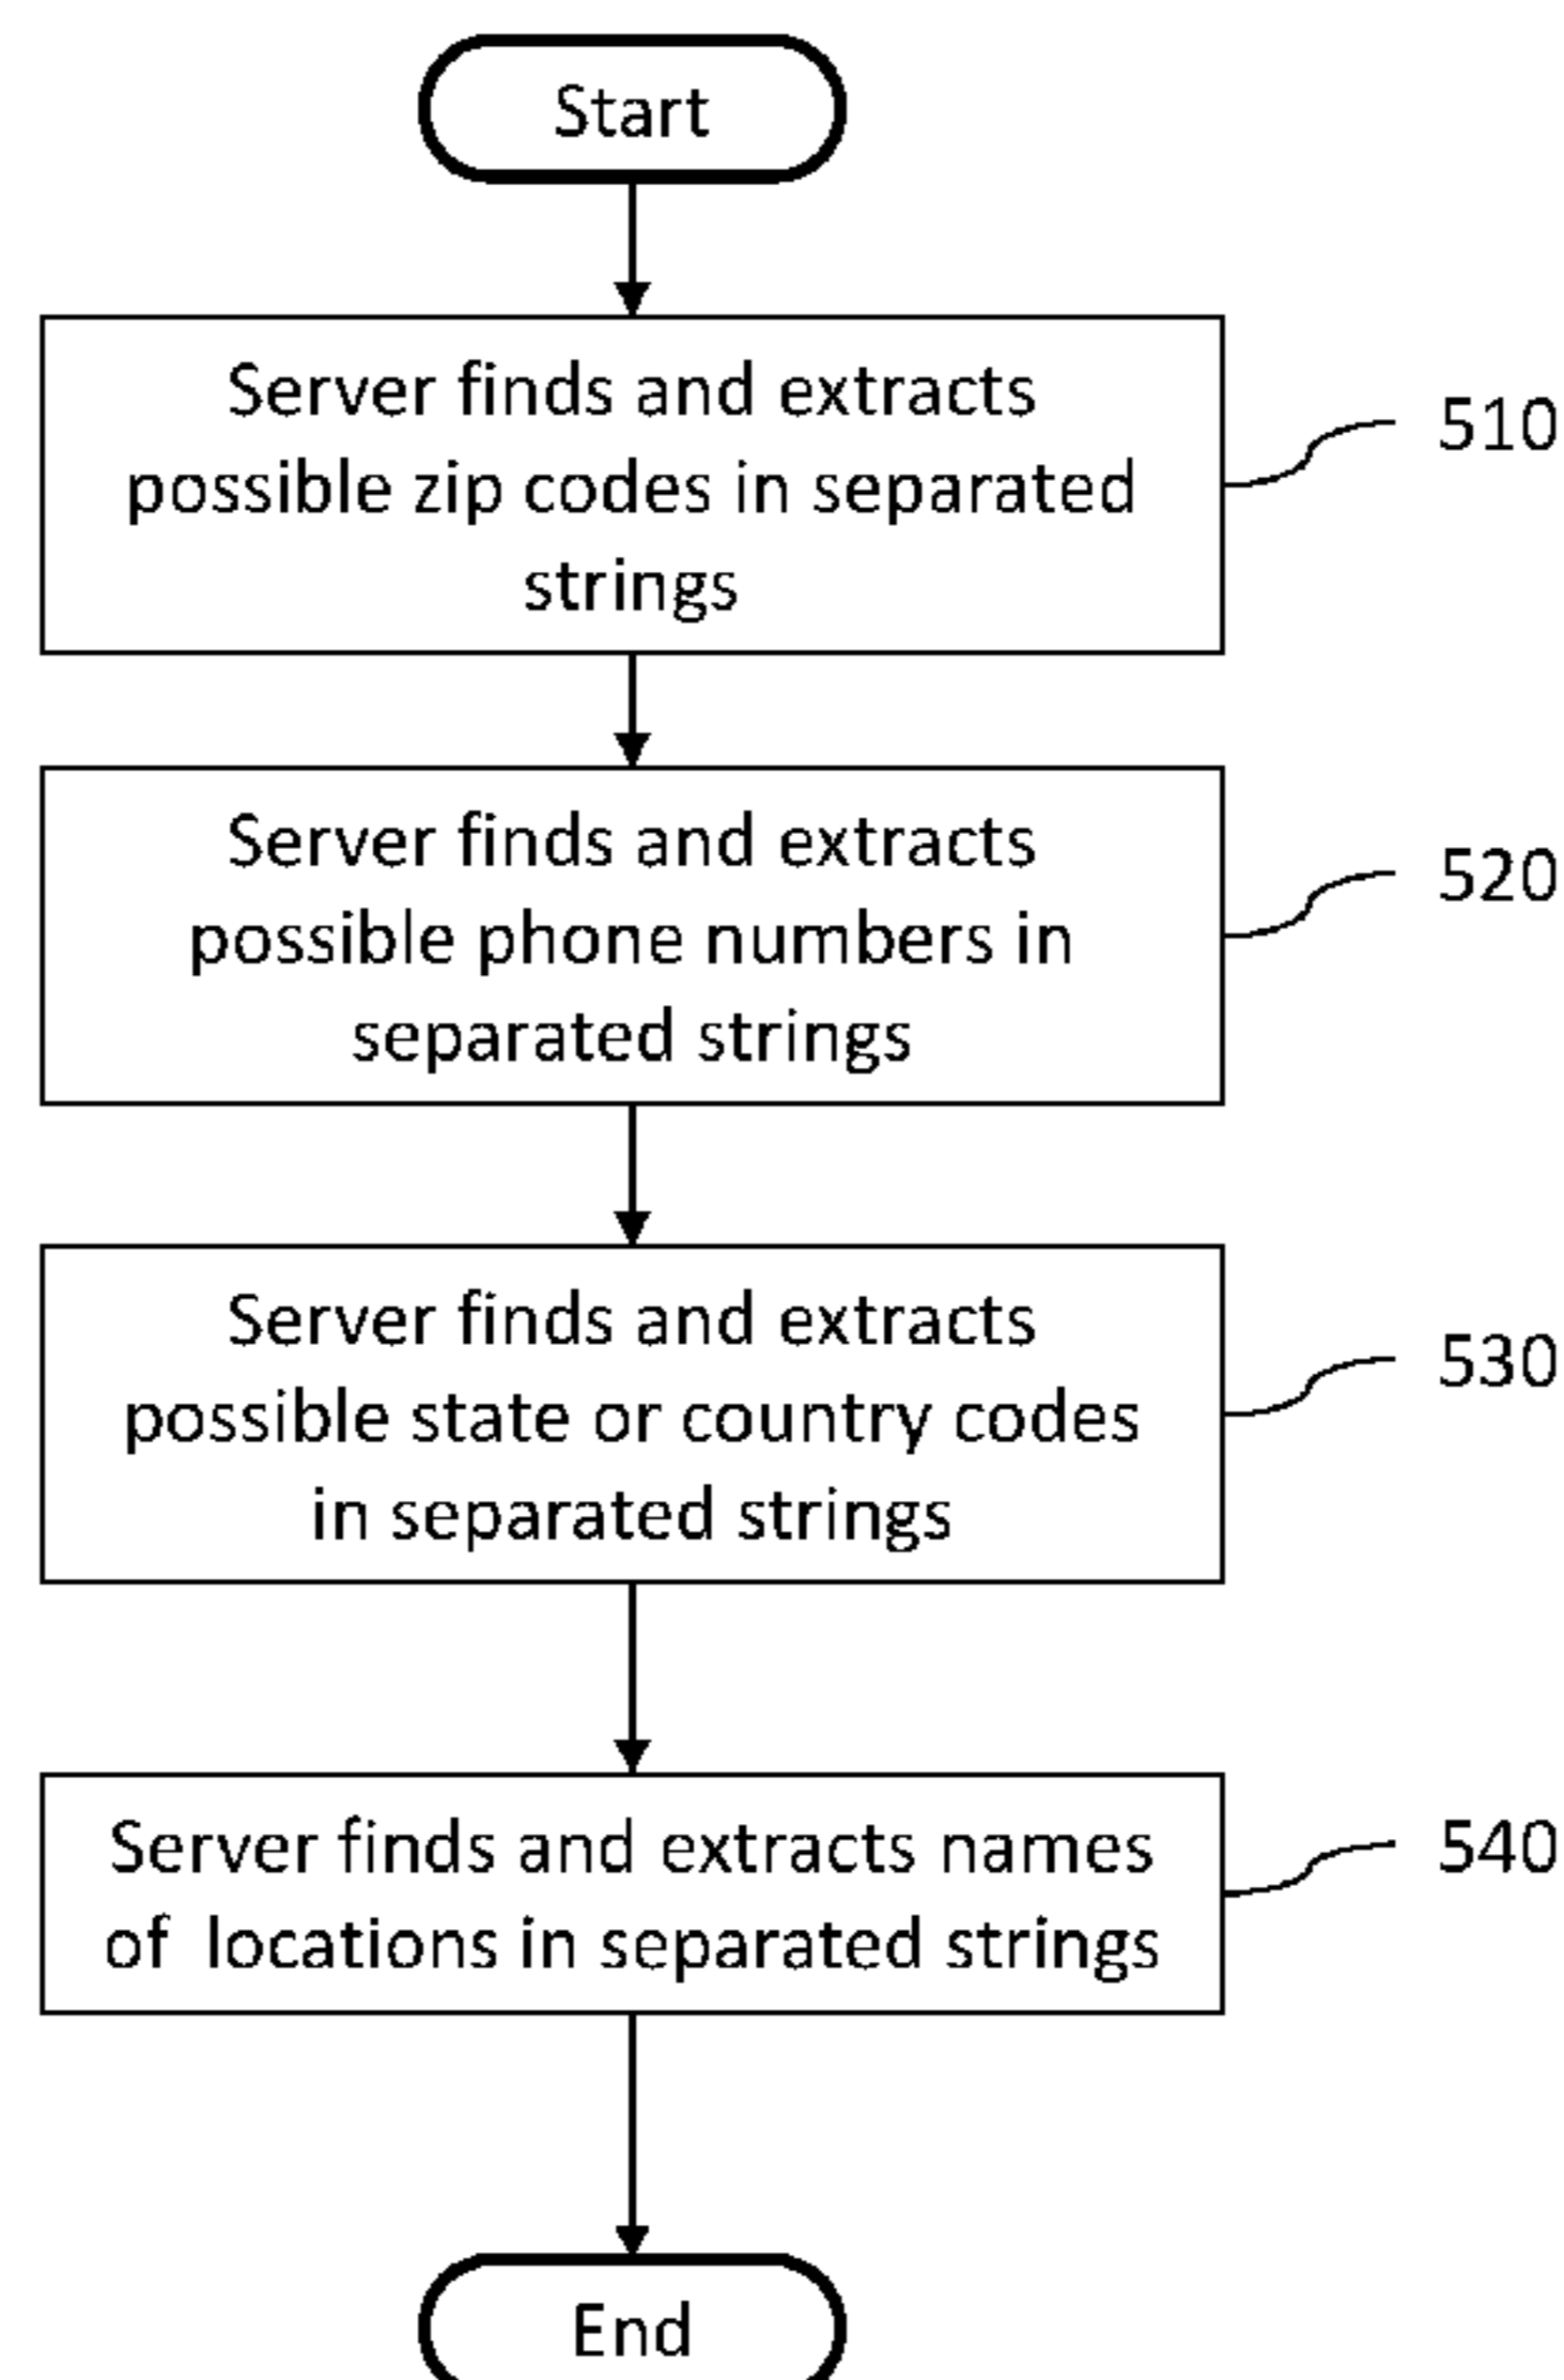 Start
Server finds and extracts
possible zip codes in separated
strings
510
Server finds and extracts
possible phone numbers in
separated strings
520
Server finds and extracts
possible state or country codes
in separated strings
530
Server finds and extracts names
of locations in separated strings
540
End